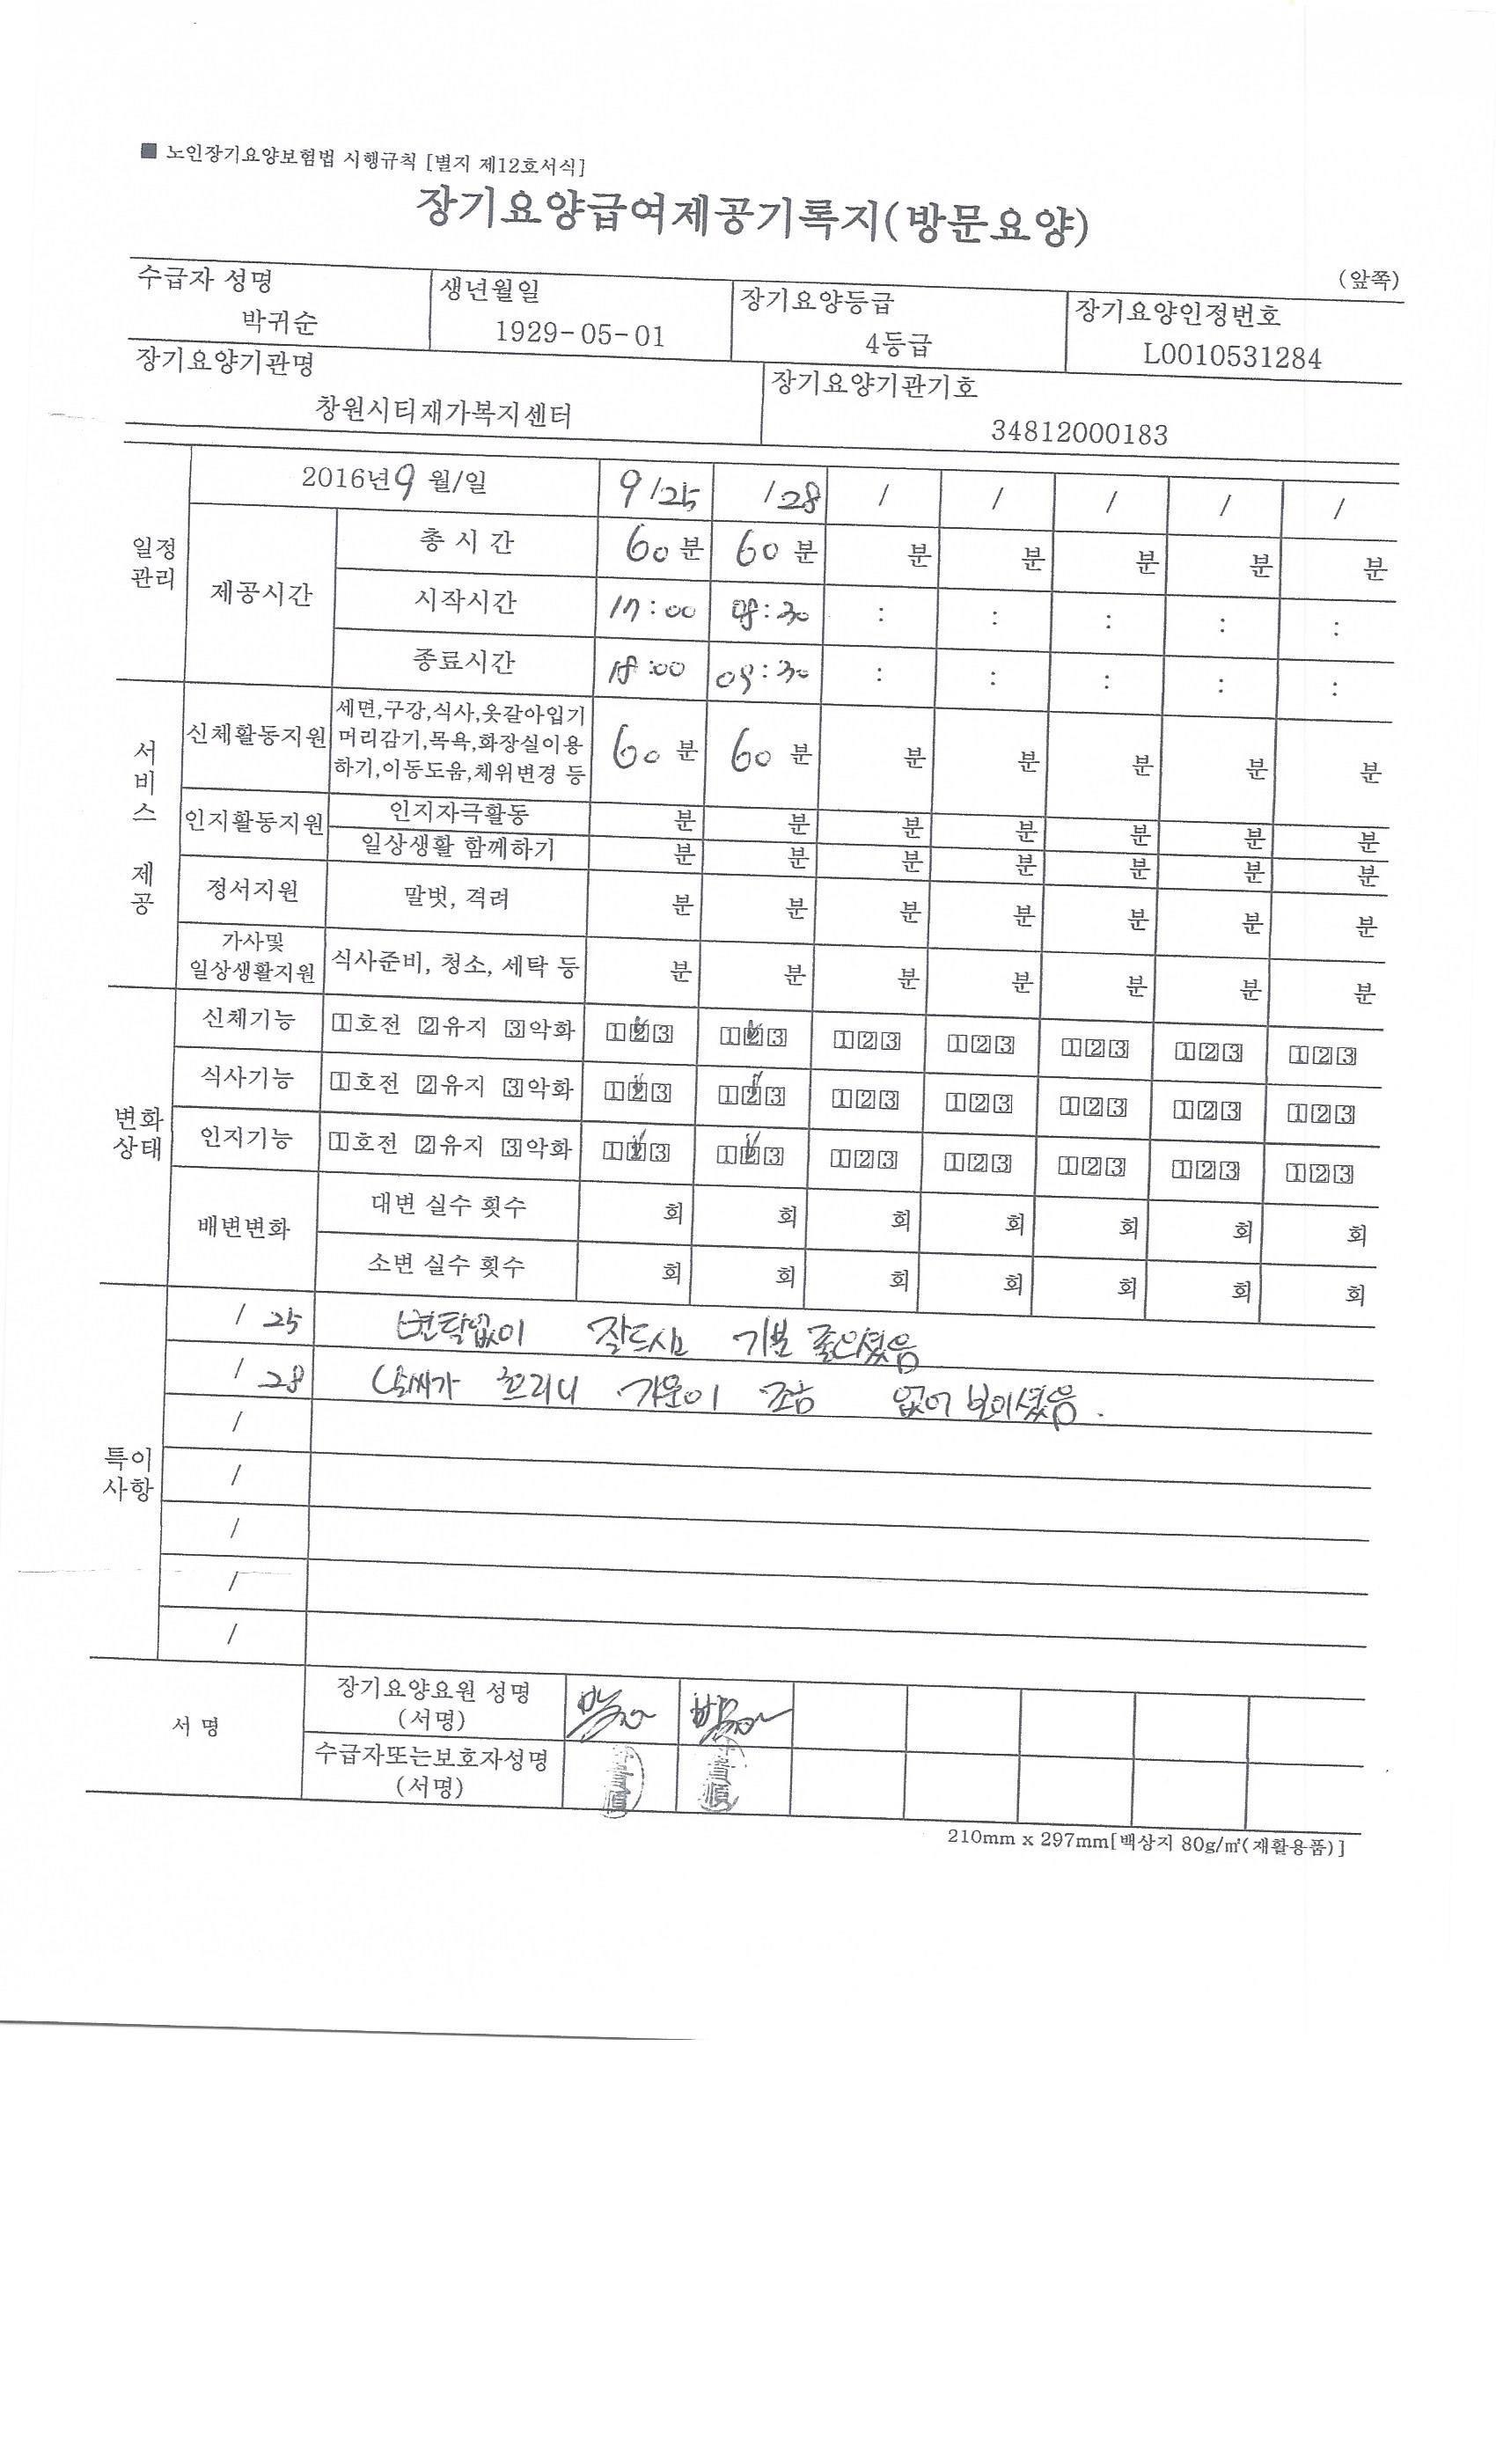 ■ 노인장기요양보험법 시행규칙 [별지 제12호서식]
장기요양급여제공기록지(방문요양)
(앞쪽)
수급자 성명 생년월일 장기요양등급 장기요양인정번호
박귀순 1929-05-01 4등급 L0010531284
장기요양기관명 장기요양기관기호
창원시티재가복지센터 34812000183
일정관리 2016년 9 월/일 9/25 /28 / / / / /
제공시간 총 시 간 60 분 60 분 분 분 분 분 분
시작시간 17:00 08:30 : : : : :
종료시간 18:00 09:30 : : : : :
서비스 제공 신체활동지원 세면,구강,식사,옷갈아입기
머리감기,목욕,화장실이용
하기,이동도움,체위변경 등 60 분 60 분 분 분 분 분 분
인지활동지원 인지자극활동 분 분 분 분 분 분 분
일상생활 함께하기 분 분 분 분 분 분 분
정서지원 말벗, 격려 분 분 분 분 분 분 분
가사및
일상생활지원 식사준비, 청소, 세탁 등 분 분 분 분 분 분 분
변화상태 신체기능 1호전 2유지 3악화 123 123 123 123 123 123 123
식사기능 1호전 2유지 3악화 123 123 123 123 123 123 123
인지기능 1호전 2유지 3악화 123 123 123 123 123 123 123
배변변화 대변 실수 횟수 회 회 회 회 회 회 회
소변 실수 횟수 회 회 회 회 회 회 회
특이사항 / 25 변탈없이 잘드시고 기분 좋으셨음
/ 28 날씨가 흐리니 기운이 조금 없어 보이셨음.
/
/
/
/
/
서 명 장기요양요원 성명
(서명)
수급자또는보호자성명
(서명)
210mm x 297mm[백상지 80g/㎡(재활용품)]